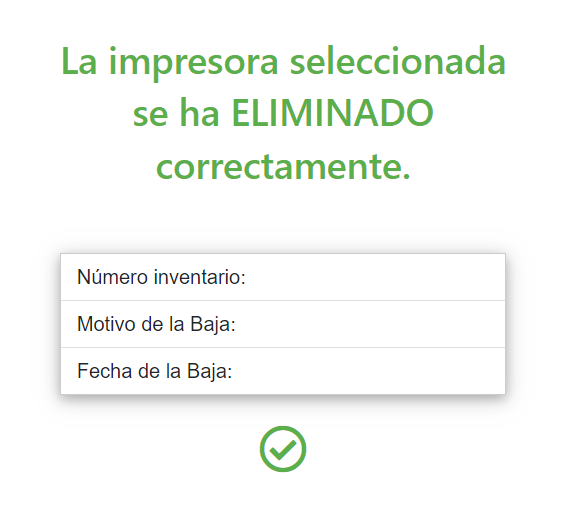 La impresora seleccionada
se ha ELIMINADO
correctamente.
Número inventario:
Motivo de la Baja:
Fecha de la Baja: